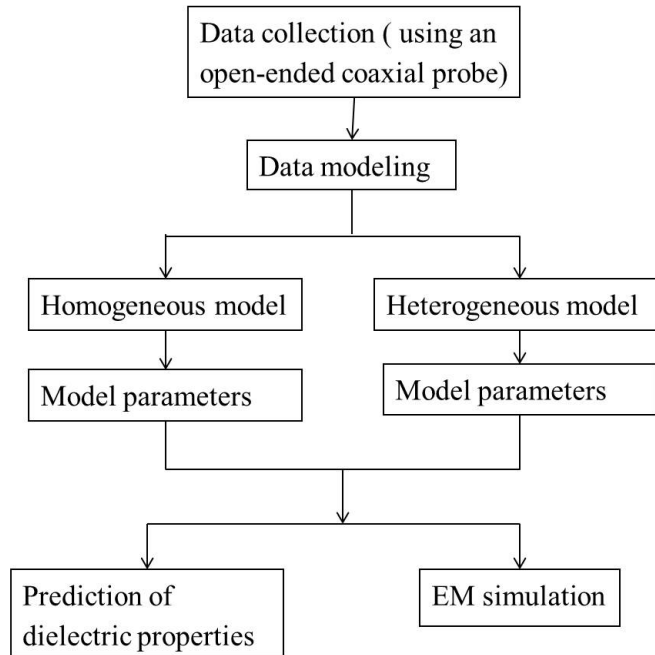 Data collection ( using an
open-ended coaxial probe)
Data modeling
Homogeneous model
Heterogeneous model
Model parameters
Model parameters
Prediction of
dielectric properties
EM simulation